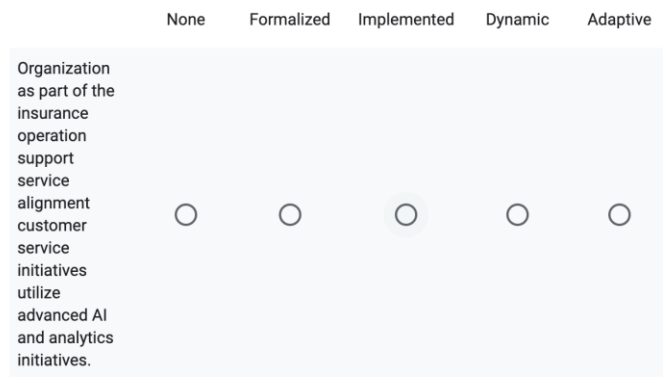 None Formalized Implemented Dynamic Adaptive
Organization
as part of the
insurance
operation
support
service
alignment
customer
service
initiatives
utilize
advanced AI
and analytics
initiatives.